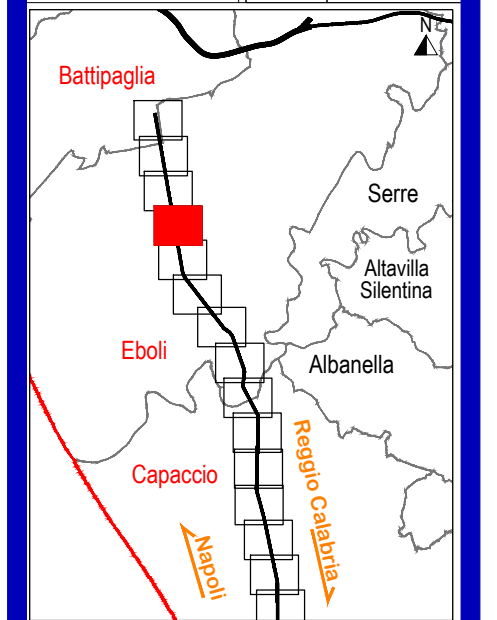 N
Battipaglia
Serre
Altavilla
Silentina
Eboli
Albanella
Capaccio
Reggio Calabria
Napoli